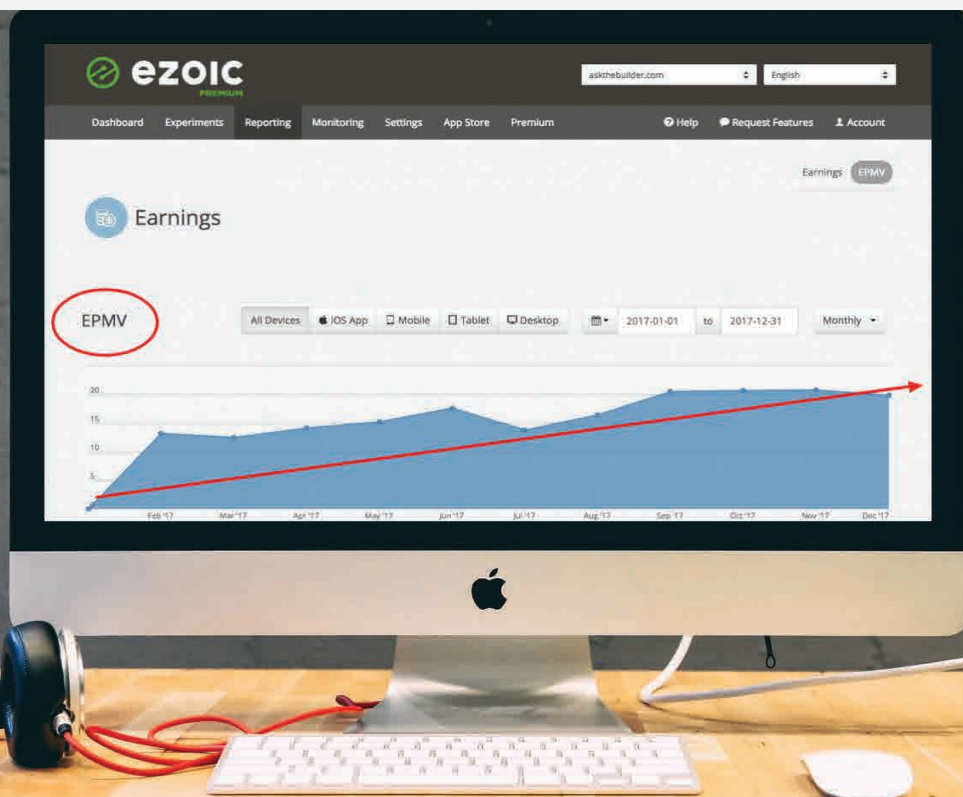 ezoic
PREMIUM
askthebuilder.com English
Dashboard Experiments Reporting Monitoring Settings App Store Premium Help Request Features Account
Earnings EPMV
Earnings
EPMV All Devices iOS App Mobile Tablet Desktop 2017-01-01 to 2017-12-31 Monthly
20
15
10
5
Feb '17 Mar '17 Apr '17 May '17 Jun '17 Jul '17 Aug '17 Sep '17 Oct '17 Nov '17 Dec '17